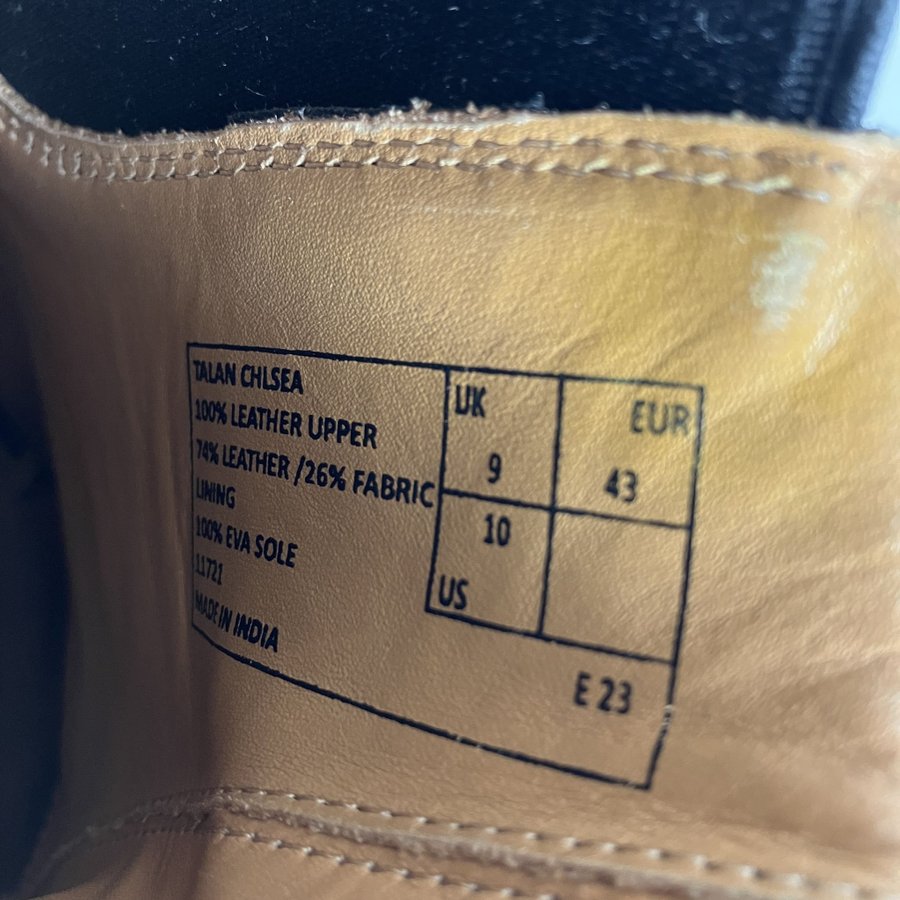 TALAN CHLSEA
100% LEATHER UPPER
74% LEATHER /26% FABRIC
LINING
100% EVA SOLE
11721
MADE IN INDIA
UK
9
EUR
43
10
US
E 23